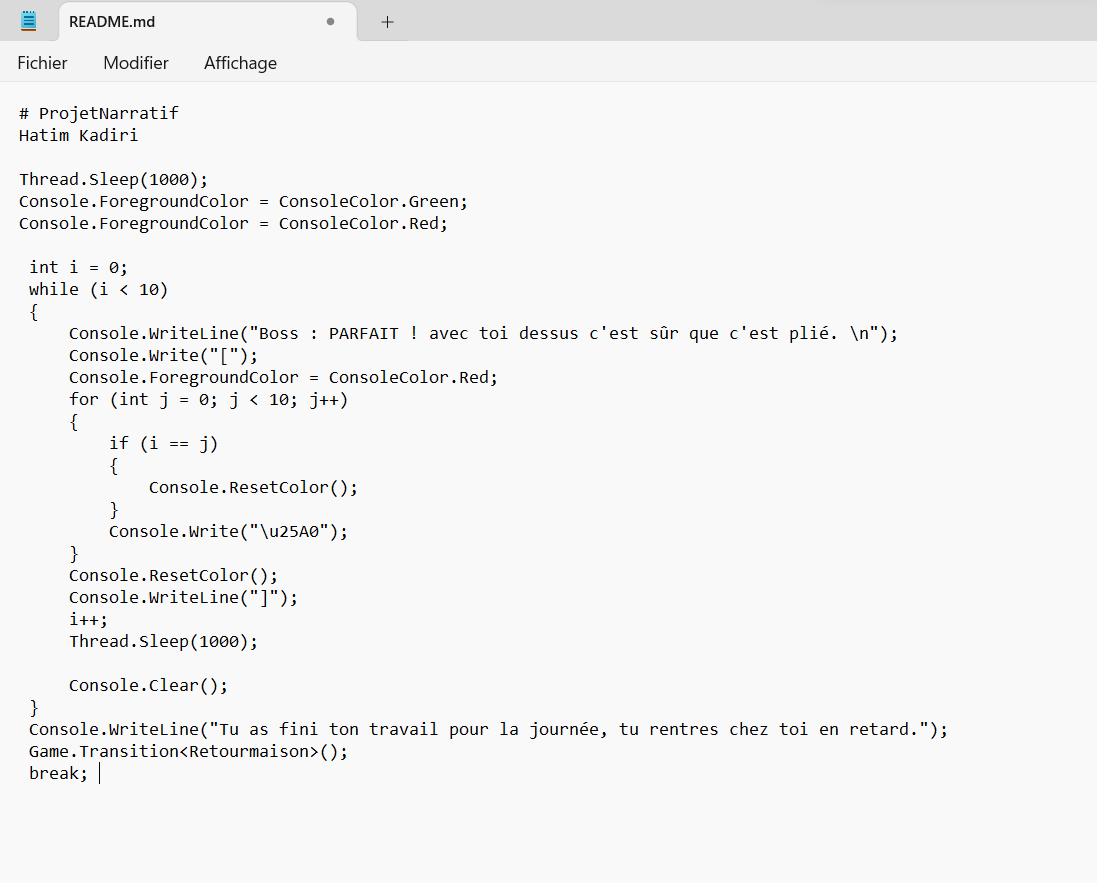 README.md
Fichier Modifier Affichage
# ProjetNarratif
Hatim Kadiri

Thread.Sleep(1000);
Console.ForegroundColor = ConsoleColor.Green;
Console.ForegroundColor = ConsoleColor.Red;

 int i = 0;
 while (i < 10)
 {
     Console.WriteLine("Boss : PARFAIT ! avec toi dessus c'est sûr que c'est plié. \n");
     Console.Write("[");
     Console.ForegroundColor = ConsoleColor.Red;
     for (int j = 0; j < 10; j++)
     {
         if (i == j)
         {
             Console.ResetColor();
         }
         Console.Write("\u25A0");
     }
     Console.ResetColor();
     Console.WriteLine("]");
     i++;
     Thread.Sleep(1000);

     Console.Clear();
 }
 Console.WriteLine("Tu as fini ton travail pour la journée, tu rentres chez toi en retard.");
 Game.Transition<Retourmaison>();
 break;